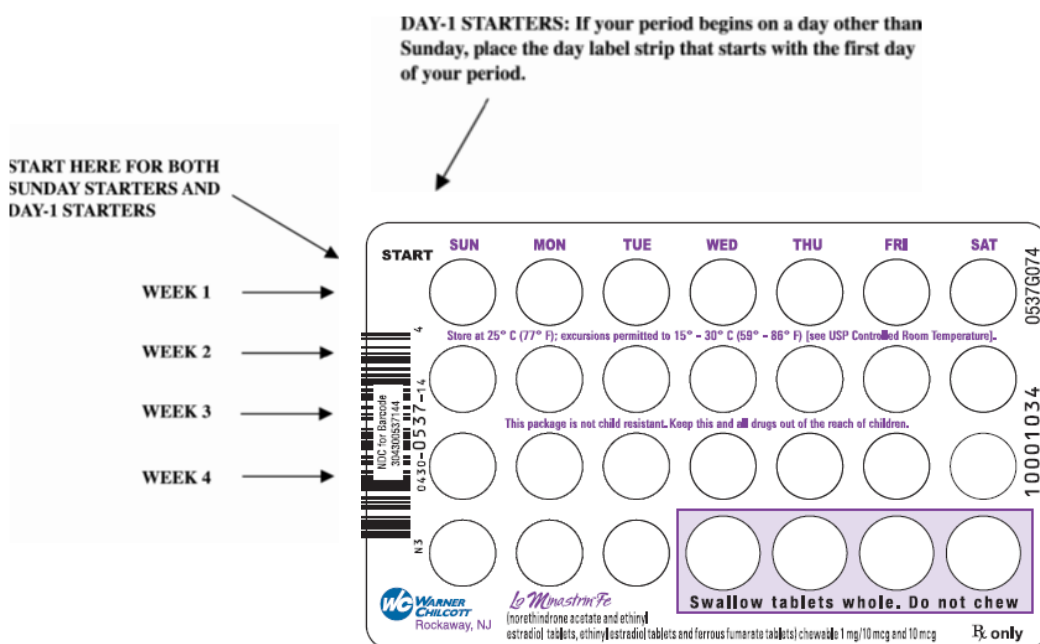 DAY-1 STARTERS: If your period begins on a day other than
Sunday, place the day label strip that starts with the first day
of your period.
START HERE FOR BOTH
SUNDAY STARTERS AND
DAY-1 STARTERS
START SUN MON TUE WED THU FRI SAT
WEEK 1
0537G074
Store at 25° C (77° F); excursions permitted to 15° – 30° C (59° – 86° F) [see USP Controlled Room Temperature].
WEEK 2
WEEK 3
This package is not child resistant. Keep this and all drugs out of the reach of children.
WEEK 4
10001034
4
NDC for Barcode
304300537144
0430-0537-14
N3
Swallow tablets whole. Do not chew
WC WARNER
CHILCOTT
Rockaway, NJ
Lo Minastrin Fe
(norethindrone acetate and ethinyl
estradiol tablets, ethinyl estradiol tablets and ferrous fumarate tablets) chewable 1 mg/10 mcg and 10 mcg
℞ only